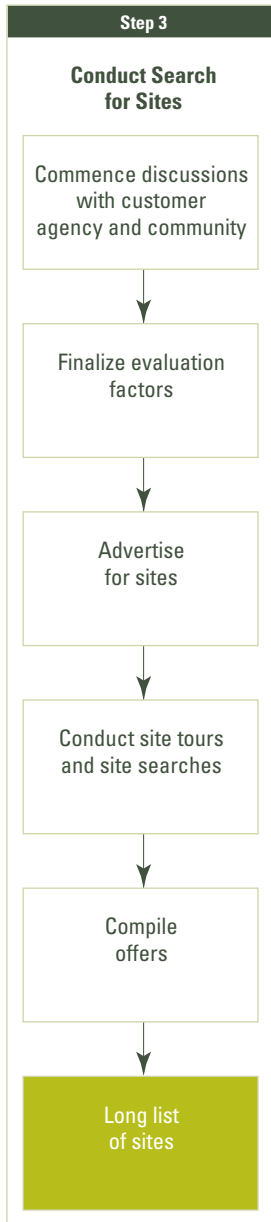 Step 3
Conduct Search
for Sites
Commence discussions
with customer
agency and community
Finalize evaluation
factors
Advertise
for sites
Conduct site tours
and site searches
Compile
offers
Long list
of sites